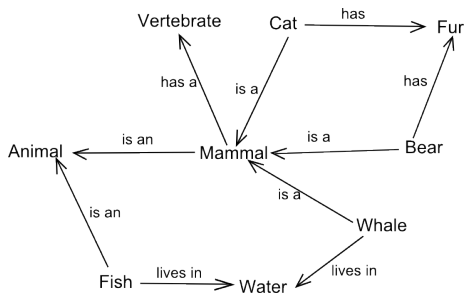 Vertebrate
Cat
has
Fur
has a
is a
has
Animal
is an
Mammal
is a
Bear
is an
is a
Whale
Fish
lives in
Water
lives in